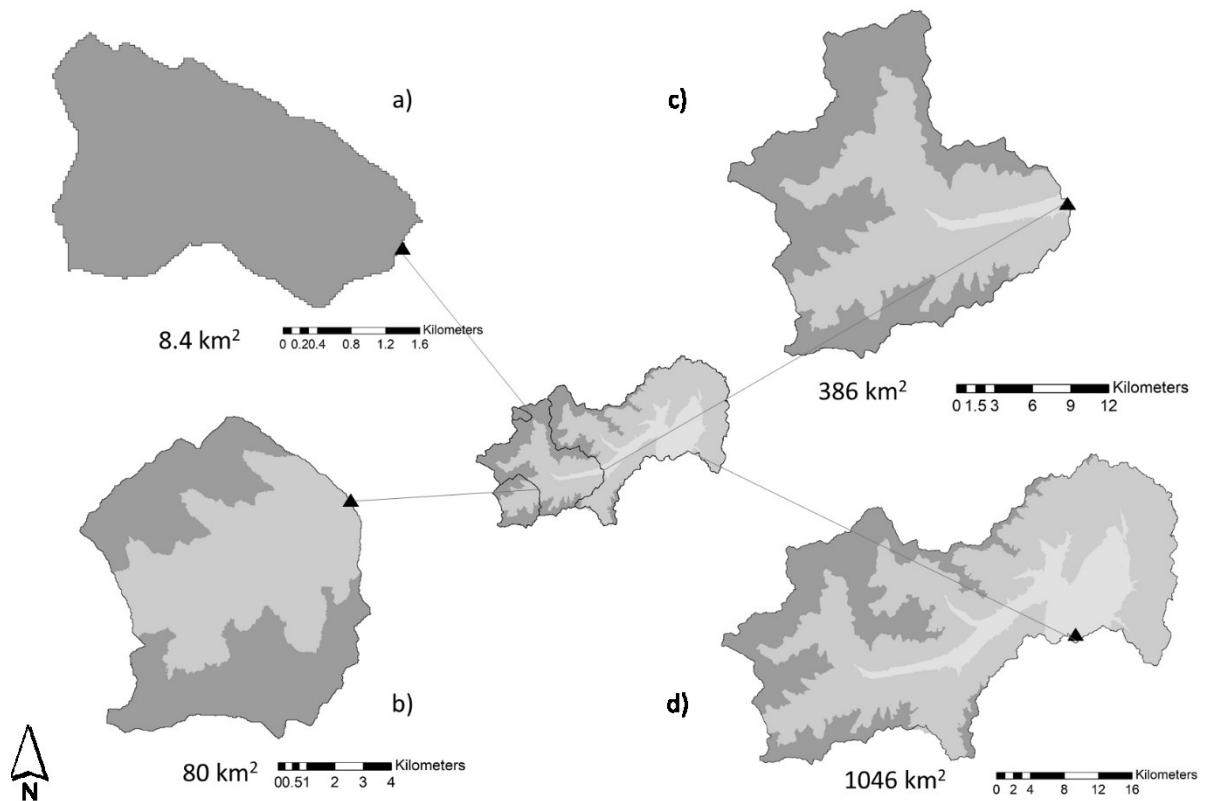 a)
8.4 km²
Kilometers
0 0.20.4 0.8 1.2 1.6
c)
386 km²
Kilometers
0 1.5 3 6 9 12
b)
80 km²
Kilometers
00.51 2 3 4
d)
1046 km²
Kilometers
0 2 4 8 12 16
N